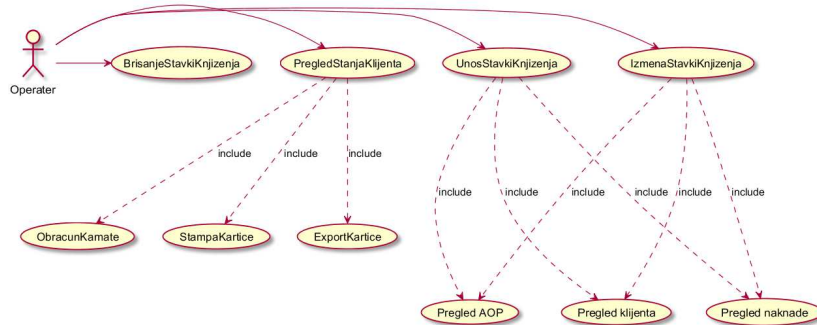 Operater
BrisanjeStavkiKnjizenja
PregledStanjaKlijenta
UnosStavkiKnjizenja
IzmenaStavkiKnjizenja
include
include
include
include
include
include
include
include
include
ObracunKamate
StampaKartice
ExportKartice
Pregled AOP
Pregled klijenta
Pregled naknade